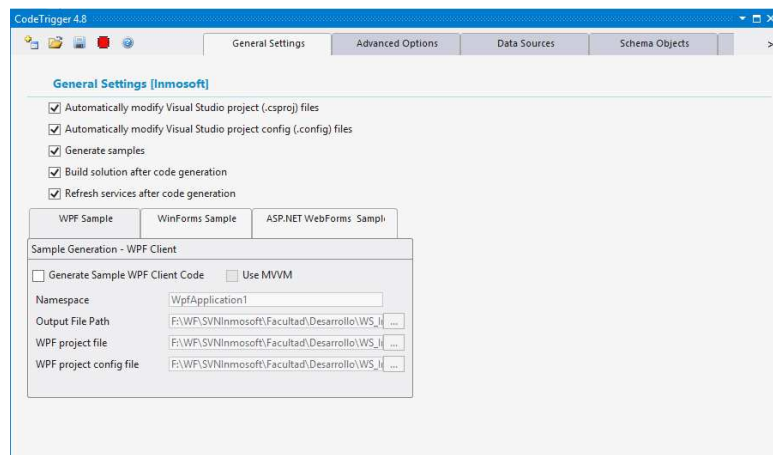 CodeTrigger 4.8
General Settings
Advanced Options
Data Sources
Schema Objects
General Settings [Inmosoft]
Automatically modify Visual Studio project (.csproj) files
Automatically modify Visual Studio project config (.config) files
Generate samples
Build solution after code generation
Refresh services after code generation
WPF Sample
WinForms Sample
ASP.NET WebForms Sampl
Sample Generation - WPF Client
Generate Sample WPF Client Code
Use MVVM
Namespace
WpfApplication1
Output File Path
F:\WF\SVNInmosoft\Facultad\Desarrollo\WS_I
...
WPF project file
F:\WF\SVNInmosoft\Facultad\Desarrollo\WS_I
...
WPF project config file
F:\WF\SVNInmosoft\Facultad\Desarrollo\WS_I
...